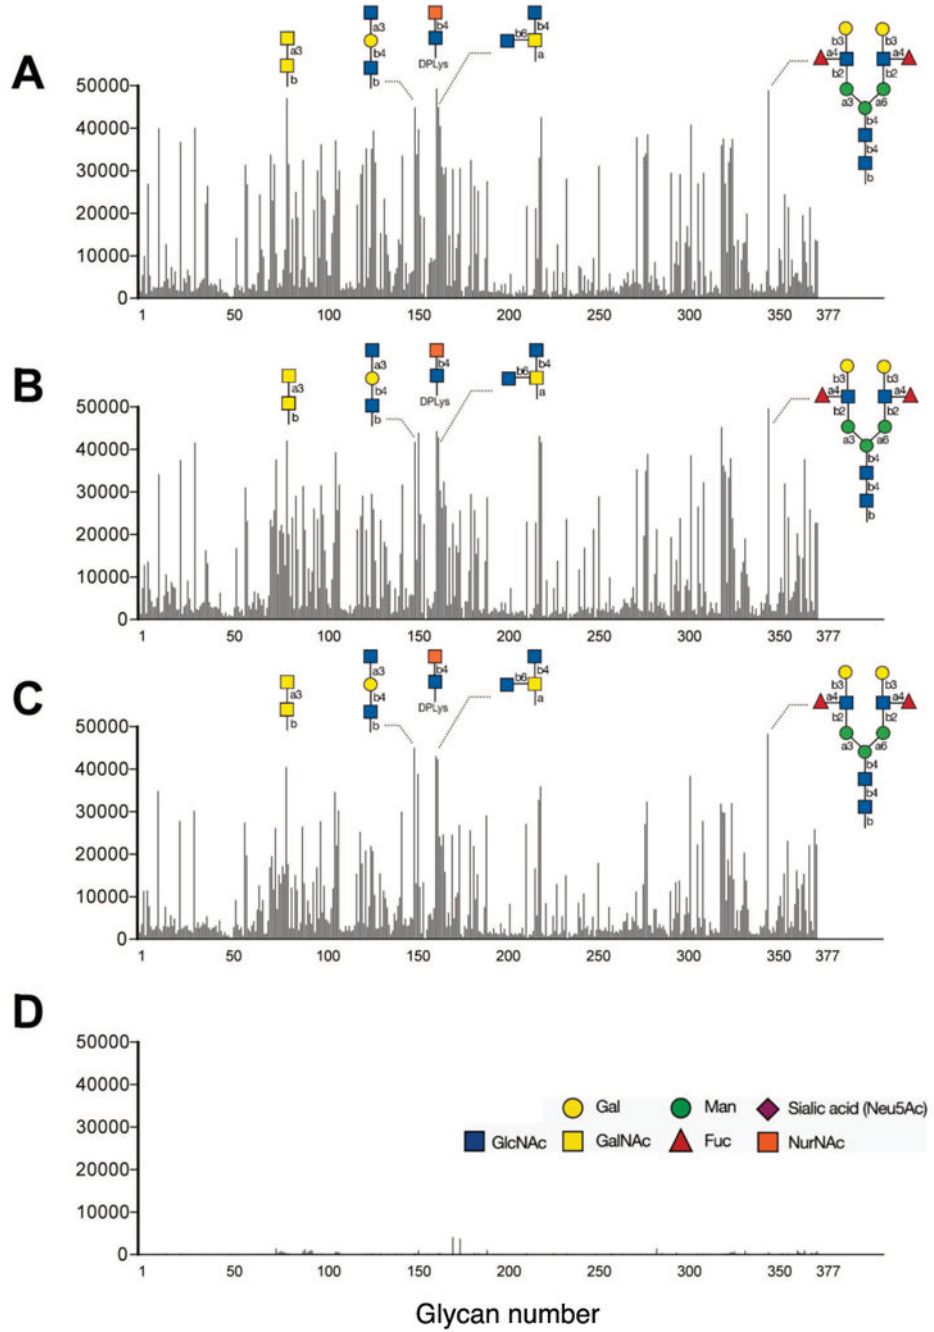 A
a3
b
a3
b4
b
b4
DPLys
b6
b4
a
b3
b3
a4
a4
b2
b2
a3
a6
b4
b4
b
50000
40000
30000
20000
10000
0
1 50 100 150 200 250 300 350 377
B
a3
b
a3
b4
b
b4
DPLys
b6
b4
a
b3
b3
a4
a4
b2
b2
a3
a6
b4
b4
b
50000
40000
30000
20000
10000
0
1 50 100 150 200 250 300 350 377
C
a3
b
a3
b4
b
b4
DPLys
b6
b4
a
b3
b3
a4
a4
b2
b2
a3
a6
b4
b4
b
50000
40000
30000
20000
10000
0
1 50 100 150 200 250 300 350 377
D
50000
40000
30000
20000
10000
0
Gal Man Sialic acid (Neu5Ac)
GlcNAc GalNAc Fuc NurNAc
1 50 100 150 200 250 300 350 377
Glycan number